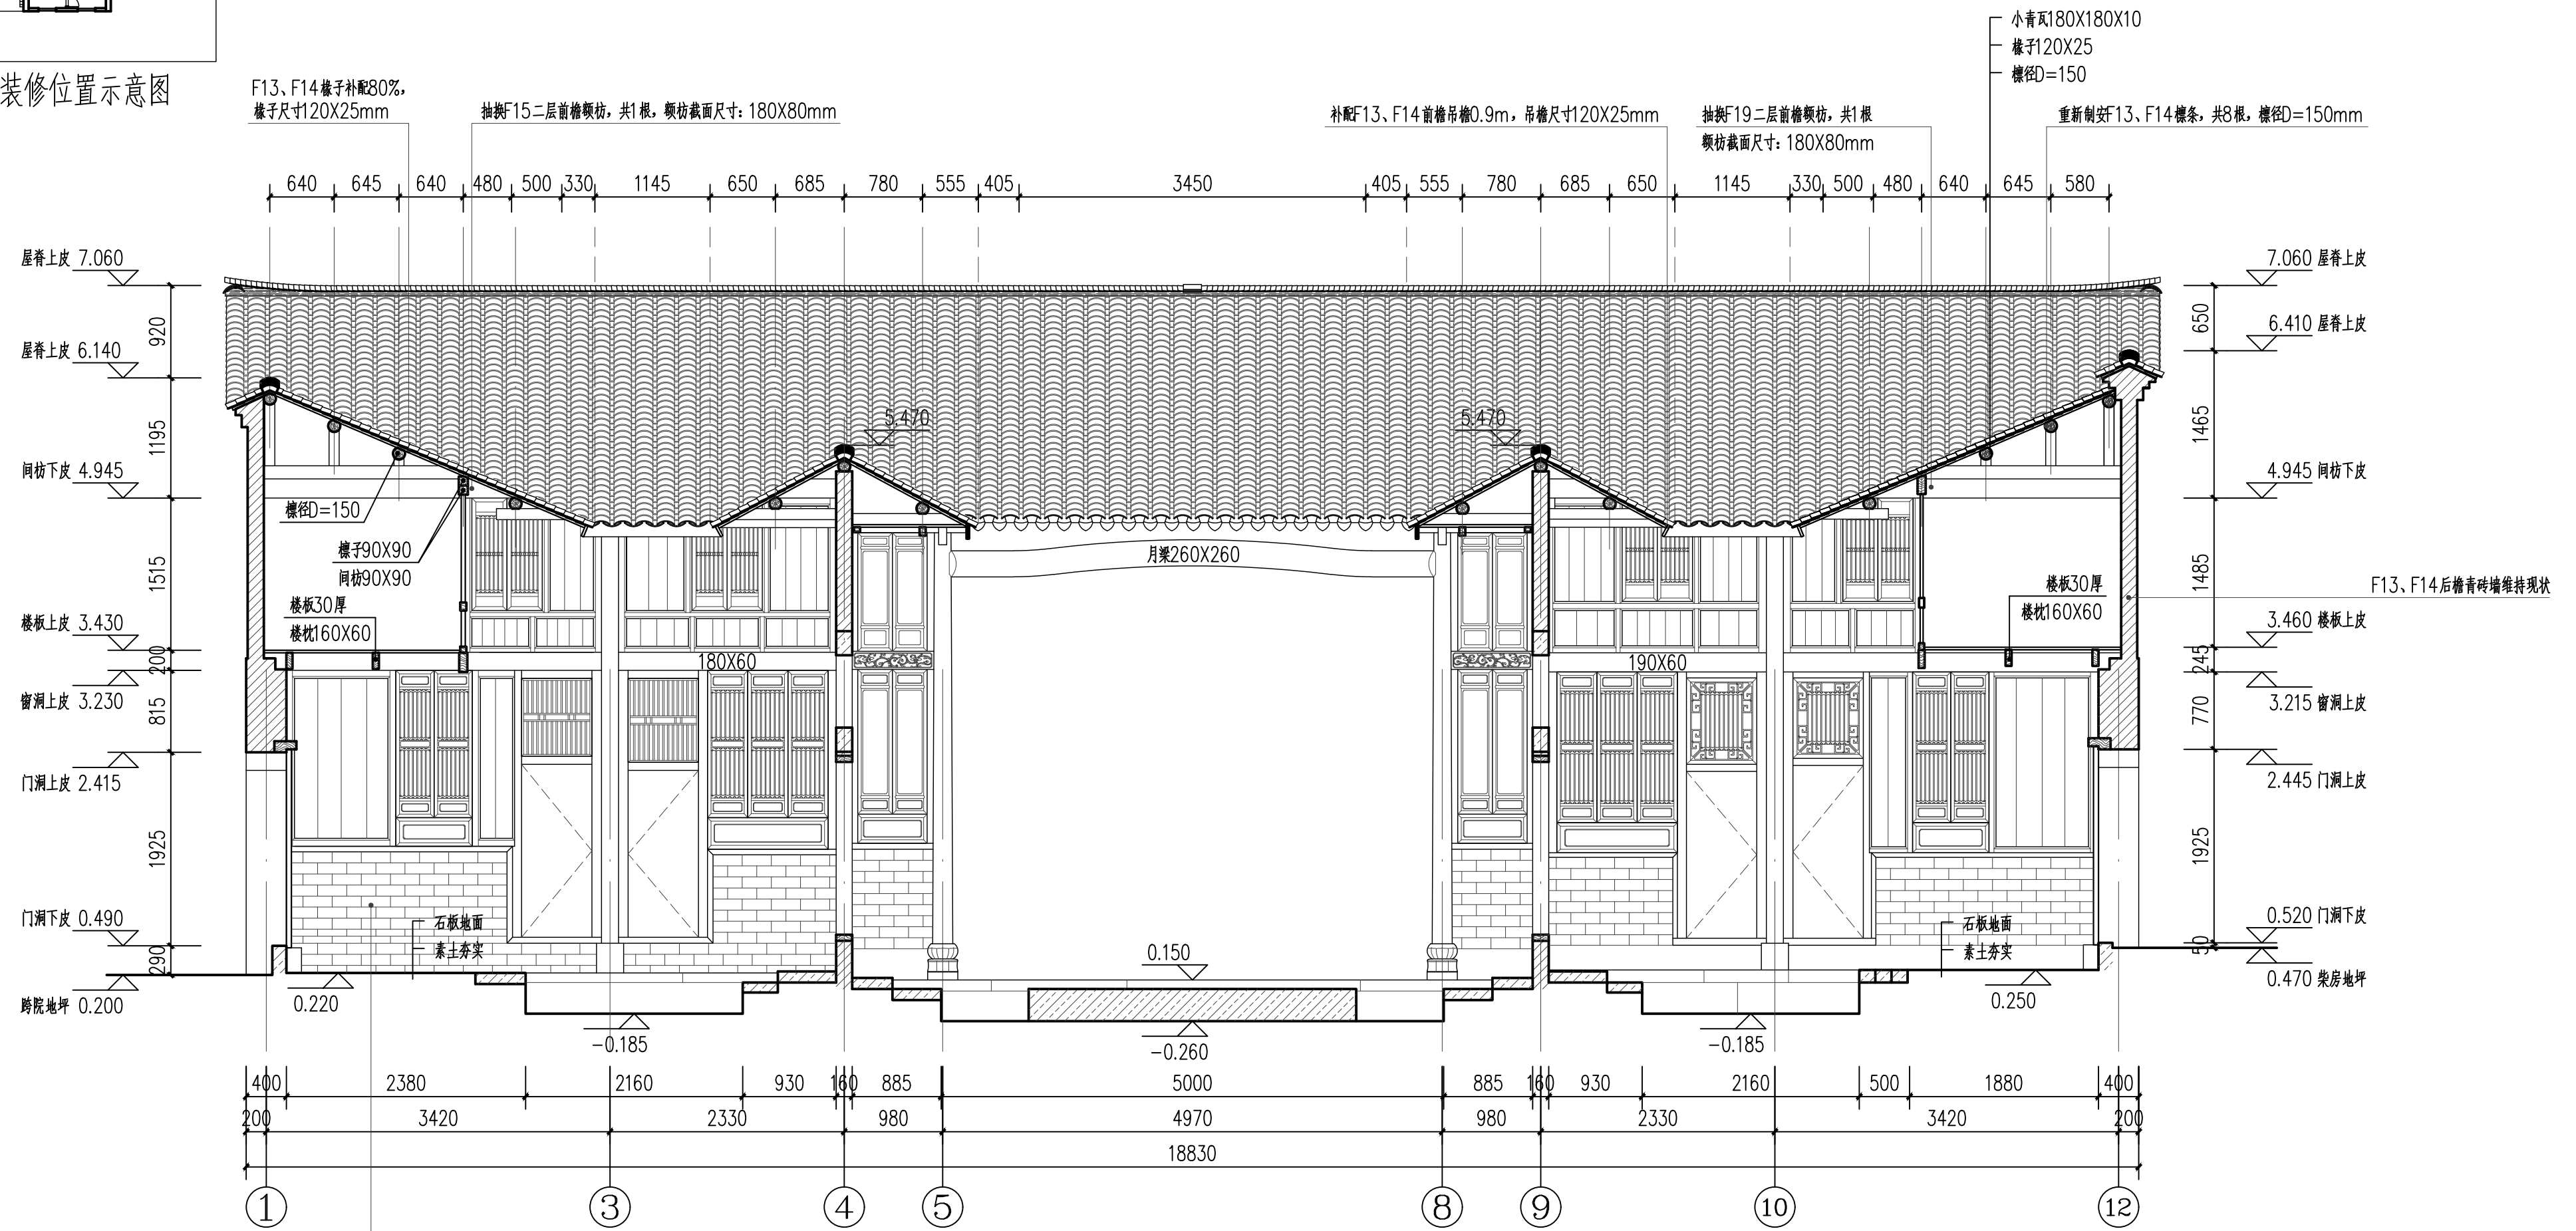 装修位置示意图
小青瓦180X180X10
椽子120X25
檩径D=150
F13、F14椽子补配80%,
椽子尺寸120X25mm
抽换F15二层前檐额枋，共1根，额枋截面尺寸：180X80mm
补配F13、F14前檐吊檐0.9m，吊檐尺寸120X25mm
抽换F19二层前檐额枋，共1根
额枋截面尺寸：180X80mm
重新制安F13、F14檩条，共8根，檩径D=150mm
640 645 640 480 500 330 1145 650 685 780 555 405 3450 405 555 780 685 650 1145 330 500 480 640 645 580
屋脊上皮 7.060
920
屋脊上皮 6.140
1195
间枋下皮 4.945
1515
楼板上皮 3.430
200
窗洞上皮 3.230
815
门洞上皮 2.415
1925
门洞下皮 0.490
290
跨院地坪 0.200
5.470
5.470
檩径D=150
檩子90X90
间枋90X90
楼板30厚
楼枕160X60
月梁260X260
180X60
190X60
楼板30厚
楼枕160X60
石板地面
素土夯实
石板地面
素土夯实
0.220
-0.185
0.150
-0.260
-0.185
0.250
7.060 屋脊上皮
650
6.410 屋脊上皮
1465
4.945 间枋下皮
1485
F13、F14后檐青砖墙维持现状
3.460 楼板上皮
245
3.215 窗洞上皮
770
2.445 门洞上皮
1925
0.520 门洞下皮
50
0.470 柴房地坪
400 2380 2160 930 160 885 5000 885 160 930 2160 500 1880 400
200 3420 2330 980 4970 980 2330 3420 200
18830
1 3 4 5 8 9 10 12